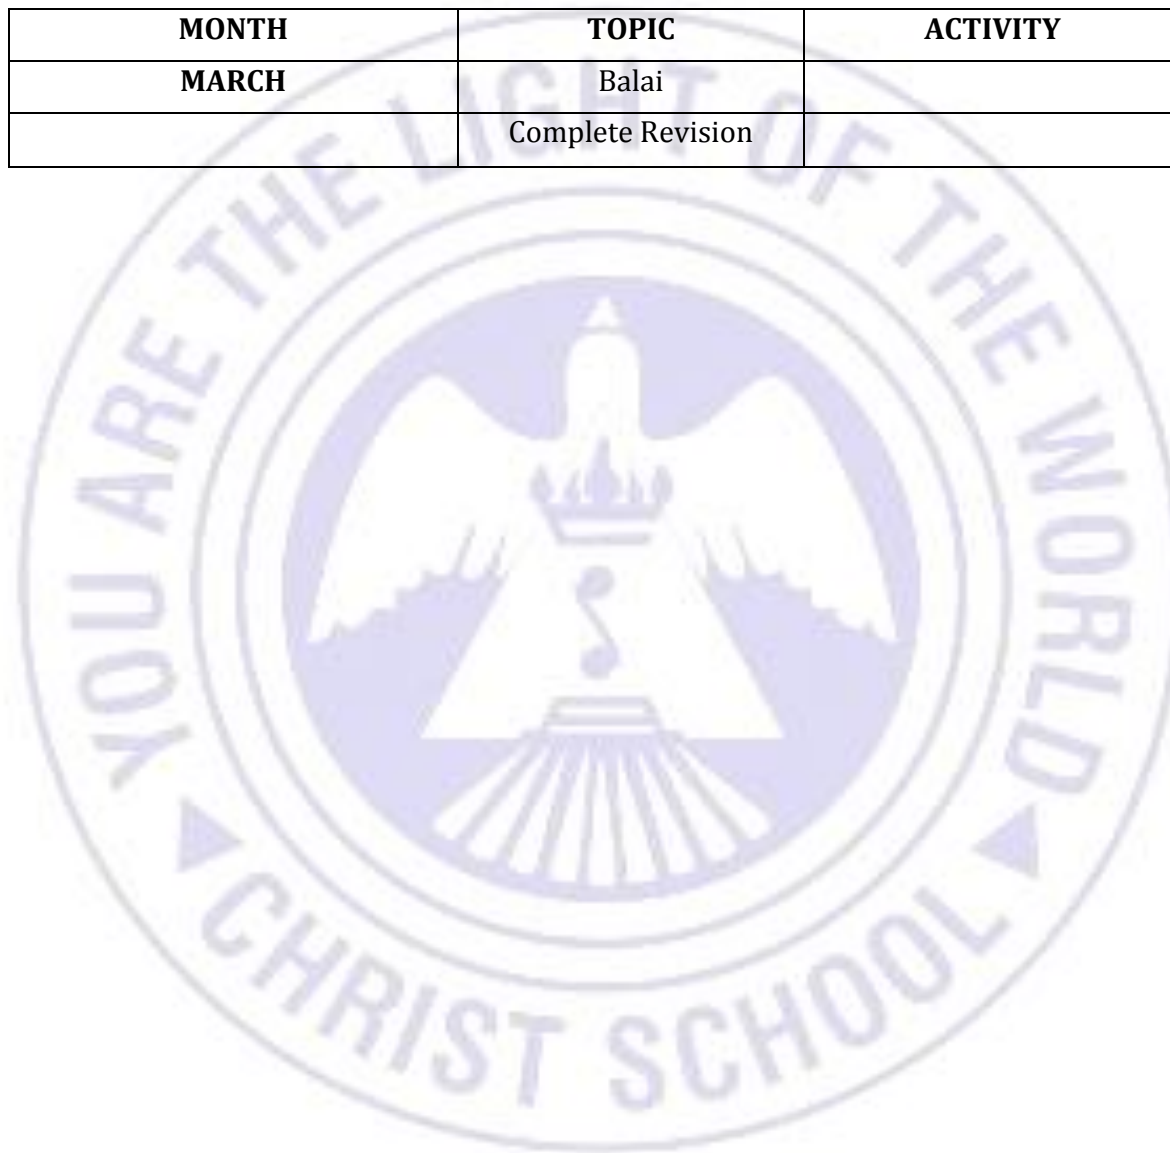 MONTH TOPIC ACTIVITY
MARCH Balai
Complete Revision
YOU ARE THE LIGHT OF THE WORLD
CHRIST SCHOOL